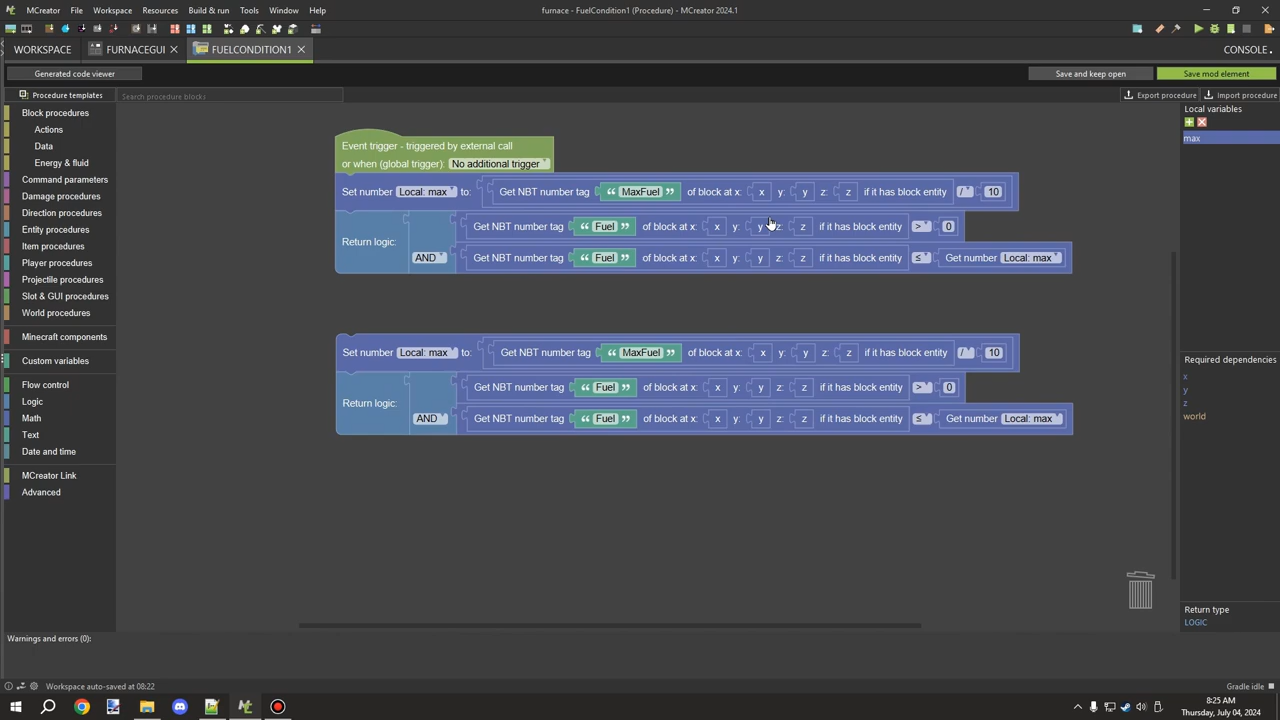 MCreator File Workspace Resources Build & run Tools Window Help
furnace - FuelCondition1 (Procedure) - MCreator 2024.1
WORKSPACE FURNACEGUI FUELCONDITION1
CONSOLE
Generated code viewer
Save and keep open
Save mod element
Procedure templates
Search procedure blocks
Export procedure
Import procedure
Block procedures
Actions
Data
Energy & fluid
Command parameters
Damage procedures
Direction procedures
Entity procedures
Item procedures
Player procedures
Projectile procedures
Slot & GUI procedures
World procedures
Minecraft components
Custom variables
Flow control
Logic
Math
Text
Date and time
MCreator Link
Advanced
Event trigger - triggered by external call
or when (global trigger): No additional trigger
Set number Local: max to: Get NBT number tag “ MaxFuel ” of block at x: x y: y z: z if it has block entity / 10
Return logic:
Get NBT number tag “ Fuel ” of block at x: x y: y z: z if it has block entity > 0
AND Get NBT number tag “ Fuel ” of block at x: x y: y z: z if it has block entity ≤ Get number Local: max
Set number Local: max to: Get NBT number tag “ MaxFuel ” of block at x: x y: y z: z if it has block entity / 10
Return logic:
Get NBT number tag “ Fuel ” of block at x: x y: y z: z if it has block entity > 0
AND Get NBT number tag “ Fuel ” of block at x: x y: y z: z if it has block entity ≤ Get number Local: max
Local variables
max
Required dependencies
x
y
z
world
Return type
LOGIC
Warnings and errors (0):
Workspace auto-saved at 08:22
Gradle idle
8:25 AM
Thursday, July 04, 2024